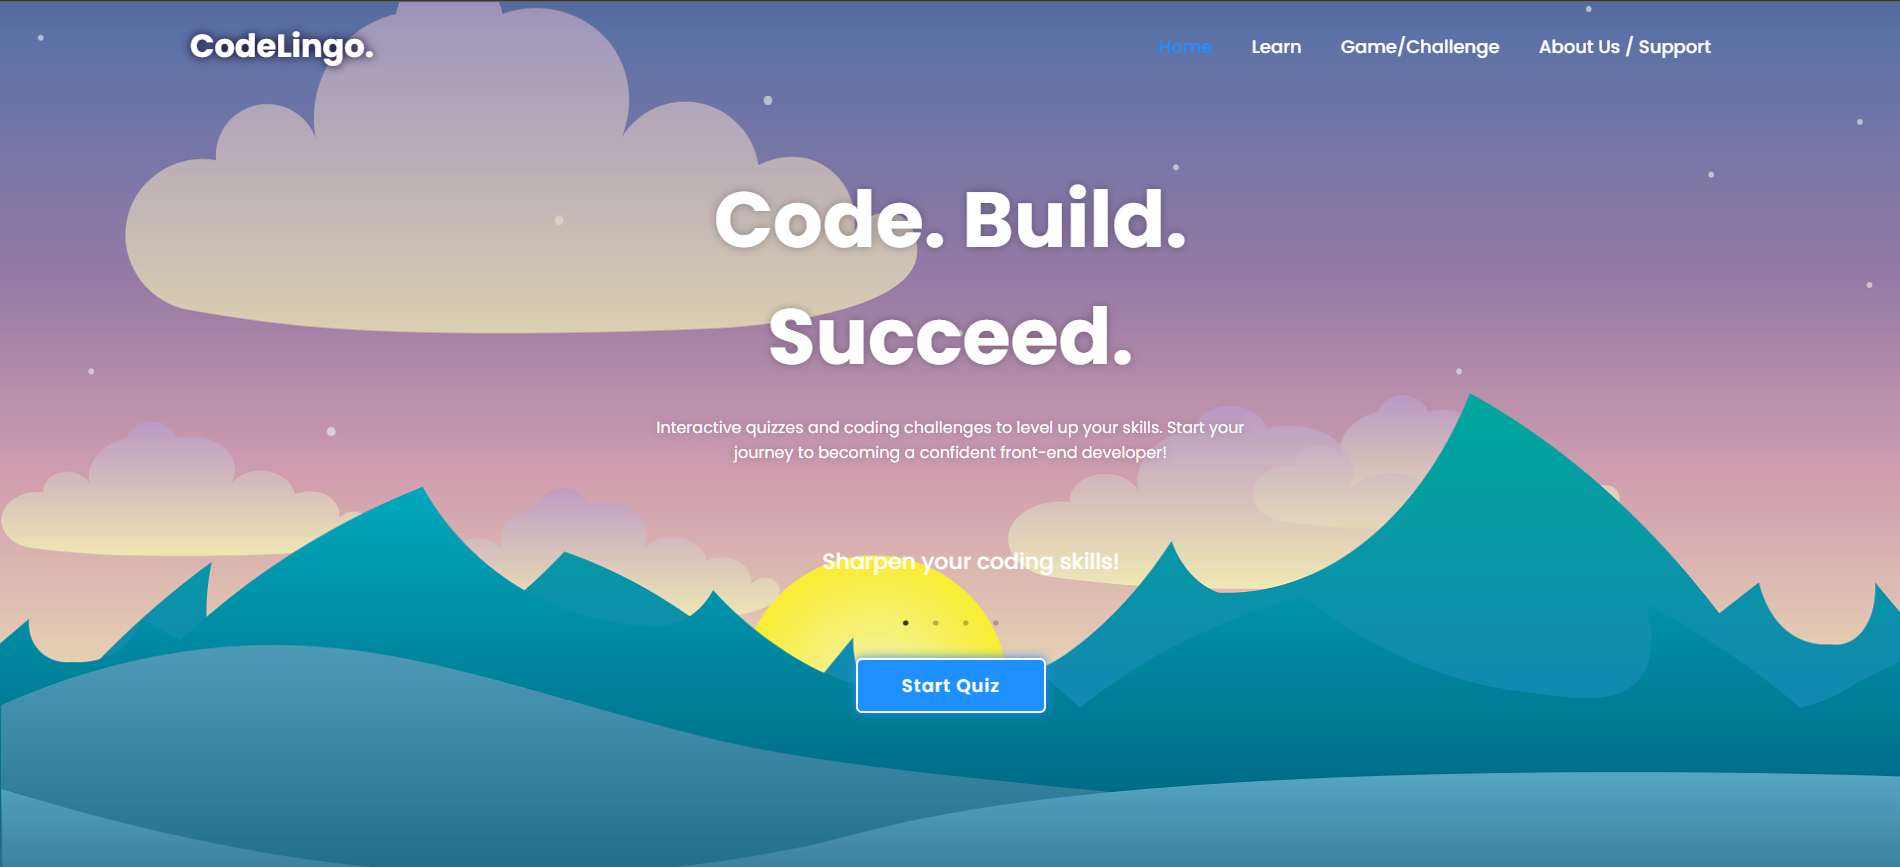 CodeLingo.
Home Learn Game/Challenge About Us / Support
Code. Build.
Succeed.
Interactive quizzes and coding challenges to level up your skills. Start your
journey to becoming a confident front-end developer!
Sharpen your coding skills!
Start Quiz